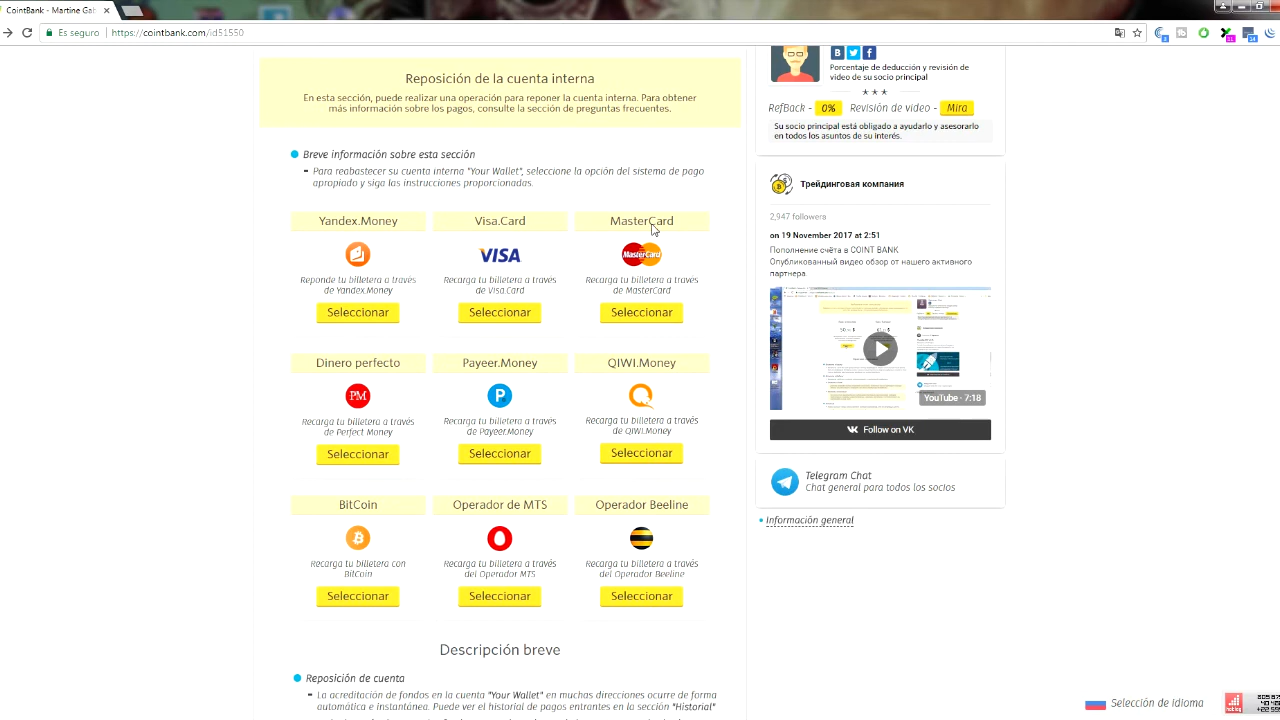 CointBank - Martine Gal
Es seguro
https://cointbank.com/id51550
Reposición de la cuenta interna
En esta sección, puede realizar una operación para reponer la cuenta interna. Para obtener
más información sobre los pagos, consulte la sección de preguntas frecuentes.
Breve información sobre esta sección
Para reabastecer su cuenta interna "Your Wallet", seleccione la opción del sistema de pago
apropiado y siga las instrucciones proporcionadas.
Yandex.Money Visa.Card MasterCard
VISA MasterCard
Reponde tu billetera a través Recarga tu billetera a través Recarga tu billetera a través
de Yandex.Money de Visa.Card de MasterCard
Seleccionar Seleccionar Seleccionar
Dinero perfecto Payeer.Money QIWI.Money
PM P
Recarga tu billetera a través Recarga tu billetera a través Recarga tu billetera a través
de Perfect Money de Payeer.Money de QIWI.Money
Seleccionar Seleccionar Seleccionar
BitCoin Operador de MTS Operador Beeline
Recarga tu billetera con Recarga tu billetera a través Recarga tu billetera a través
BitCoin del Operador MTS del Operador Beeline
Seleccionar Seleccionar Seleccionar
Descripción breve
Reposición de cuenta
La acreditación de fondos en la cuenta "Your Wallet" en muchas direcciones ocurre de forma
automática e instantánea. Puede ver el historial de pagos entrantes en la sección "Historial"
Porcentaje de deducción y revisión de
video de su socio principal
RefBack - 0% Revisión de video - Mira
Su socio principal está obligado a ayudarlo y asesorarlo
en todos los asuntos de su interés.
Трейдинговая компания
2,947 followers
on 19 November 2017 at 2:51
Пополнение счёта в COINT BANK
Опубликованный видео обзор от нашего активного
партнера
YouTube · 7:18
Follow on VK
Telegram Chat
Chat general para todos los socios
Información general
Selección de idioma